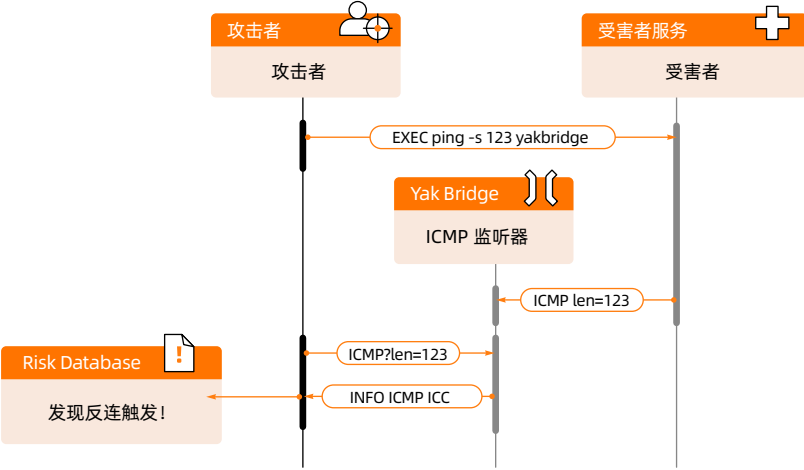 攻击者
攻击者
受害者服务
受害者
EXEC ping -s 123 yakbridge
Yak Bridge
ICMP 监听器
ICMP len=123
ICMP?len=123
INFO ICMP ICC
Risk Database
发现反连触发！